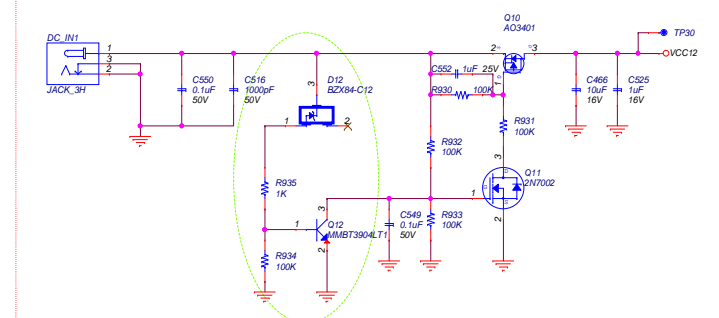 Q10
AO3401
DC_IN1
TP30
1
2
3
VCC12
3
2
JACK_3H
C550
0.1uF
50V
C516
1000pF
50V
3
D12
BZX84-C12
1
2
C552
1uF
25V
R930
100K
1
C466
10uF
16V
C525
1uF
16V
R931
100K
R932
100K
R935
1K
3
Q11
2N7002
1
2
3
Q12
MMBT3904LT1
1
2
C549
0.1uF
50V
R933
100K
R934
100K